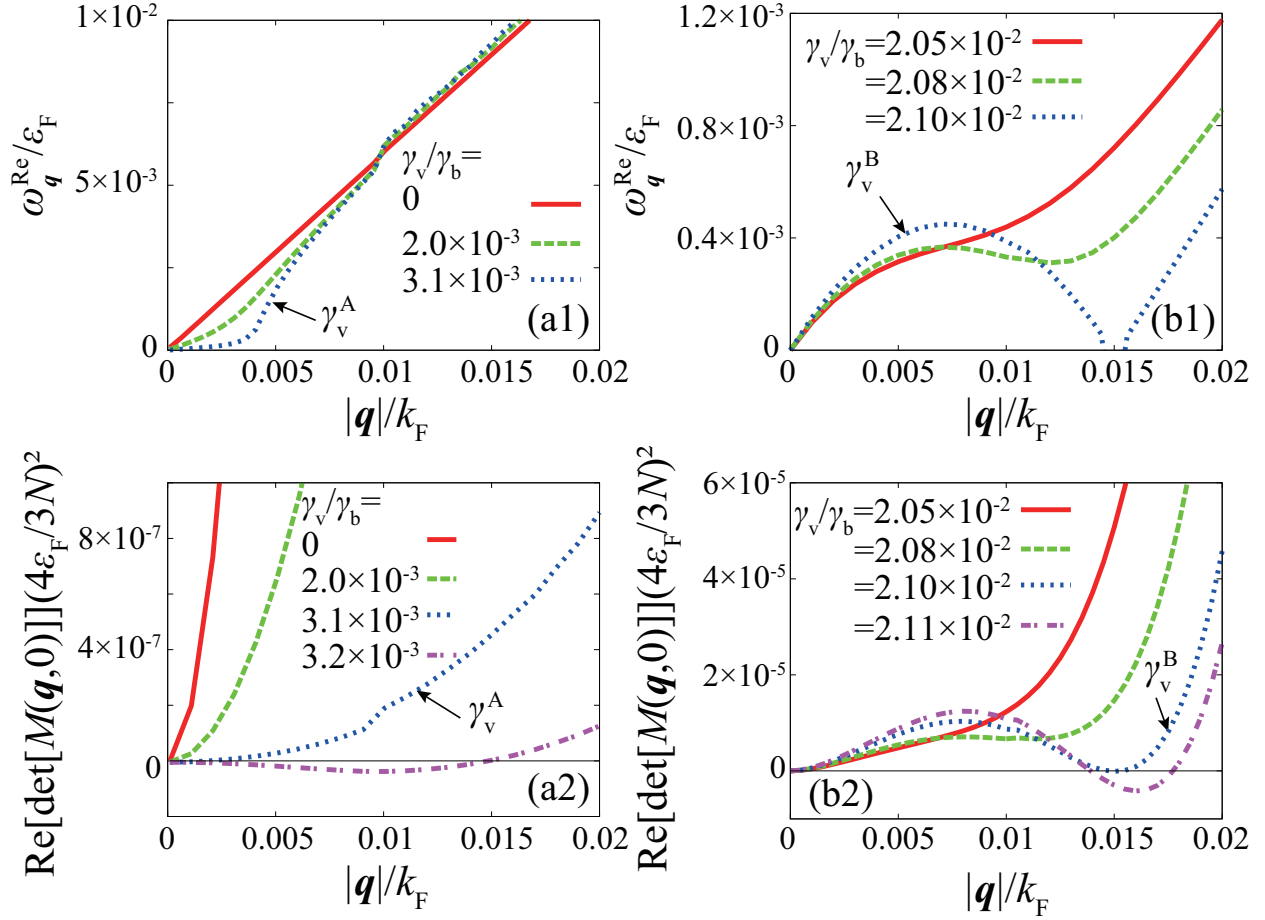 1×10⁻²
ω_q^Re/ε_F
5×10⁻³
0
γ_v/γ_b=
0
2.0×10⁻³
3.1×10⁻³
γ_v^A
(a1)
0 0.005 0.01 0.015 0.02
|q|/k_F
1.2×10⁻³
ω_q^Re/ε_F
0.8×10⁻³
0.4×10⁻³
0
γ_v/γ_b=2.05×10⁻²
=2.08×10⁻²
=2.10×10⁻²
γ_v^B
(b1)
0 0.005 0.01 0.015 0.02
|q|/k_F
Re[det[M(q,0)]](4ε_F/3N)²
8×10⁻⁷
4×10⁻⁷
0
γ_v/γ_b=
0
2.0×10⁻³
3.1×10⁻³
3.2×10⁻³
γ_v^A
(a2)
0 0.005 0.01 0.015 0.02
|q|/k_F
Re[det[M(q,0)]](4ε_F/3N)²
6×10⁻⁵
4×10⁻⁵
2×10⁻⁵
0
γ_v/γ_b=2.05×10⁻²
=2.08×10⁻²
=2.10×10⁻²
=2.11×10⁻²
γ_v^B
(b2)
0 0.005 0.01 0.015 0.02
|q|/k_F